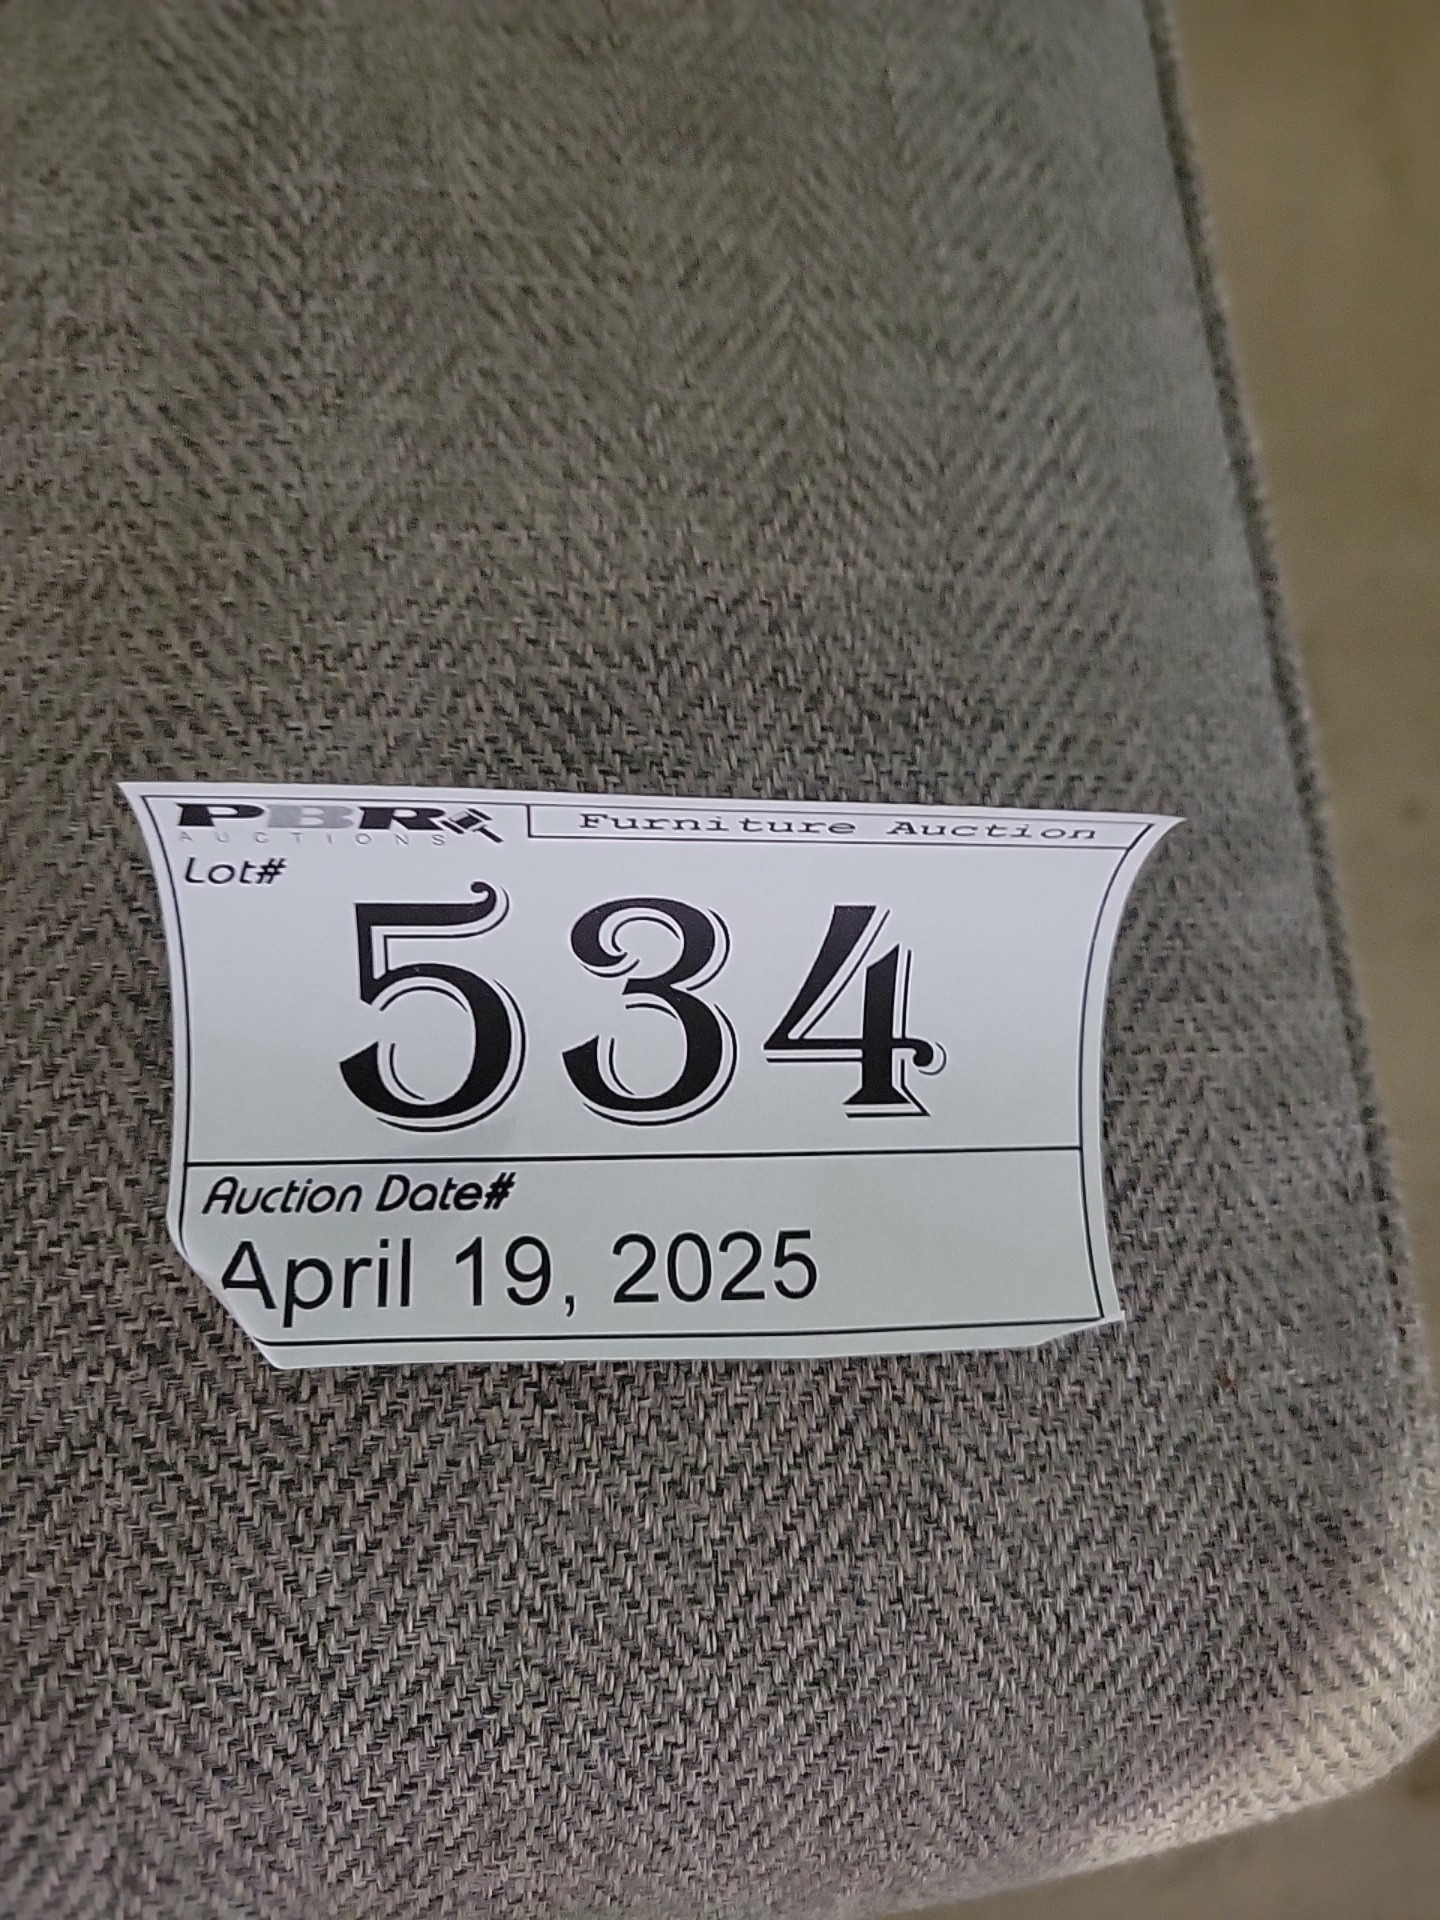 PBR
AUCTIONS
Furniture Auction
Lot#
534
Auction Date#
April 19, 2025